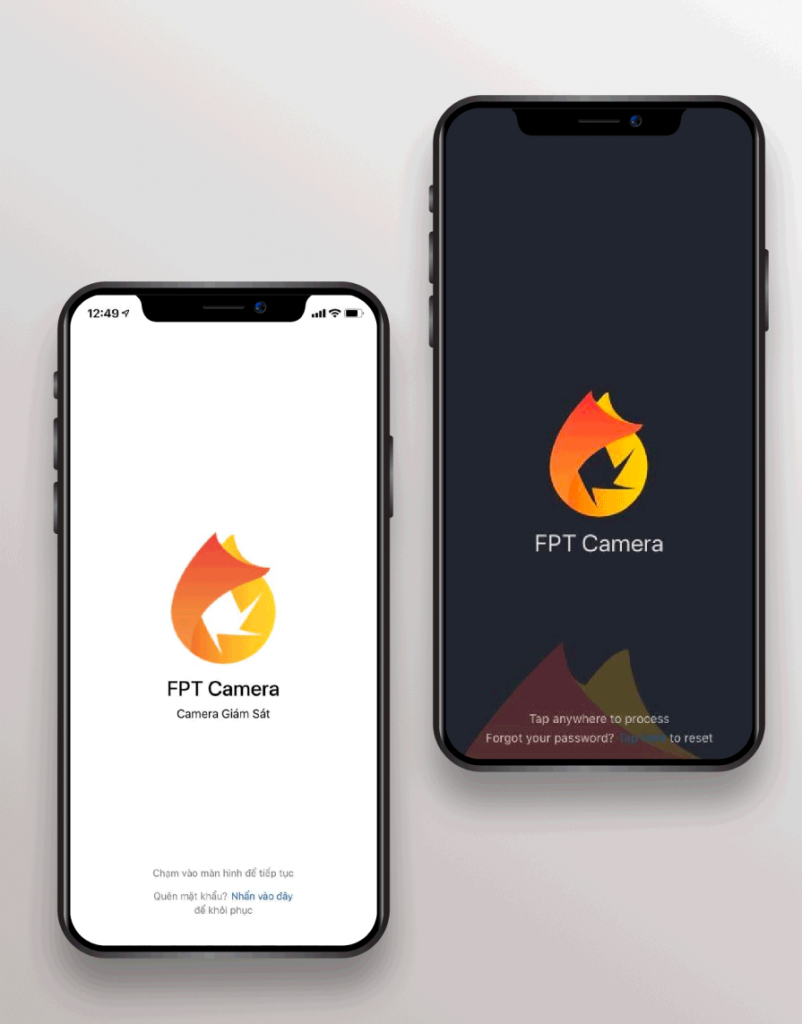 12:49
FPT Camera
Camera Giám Sát
Chạm vào màn hình để tiếp tục
Quên mật khẩu? Nhấn vào đây
để khôi phục
FPT Camera
Tap anywhere to process
Forgot your password? Tap here to reset